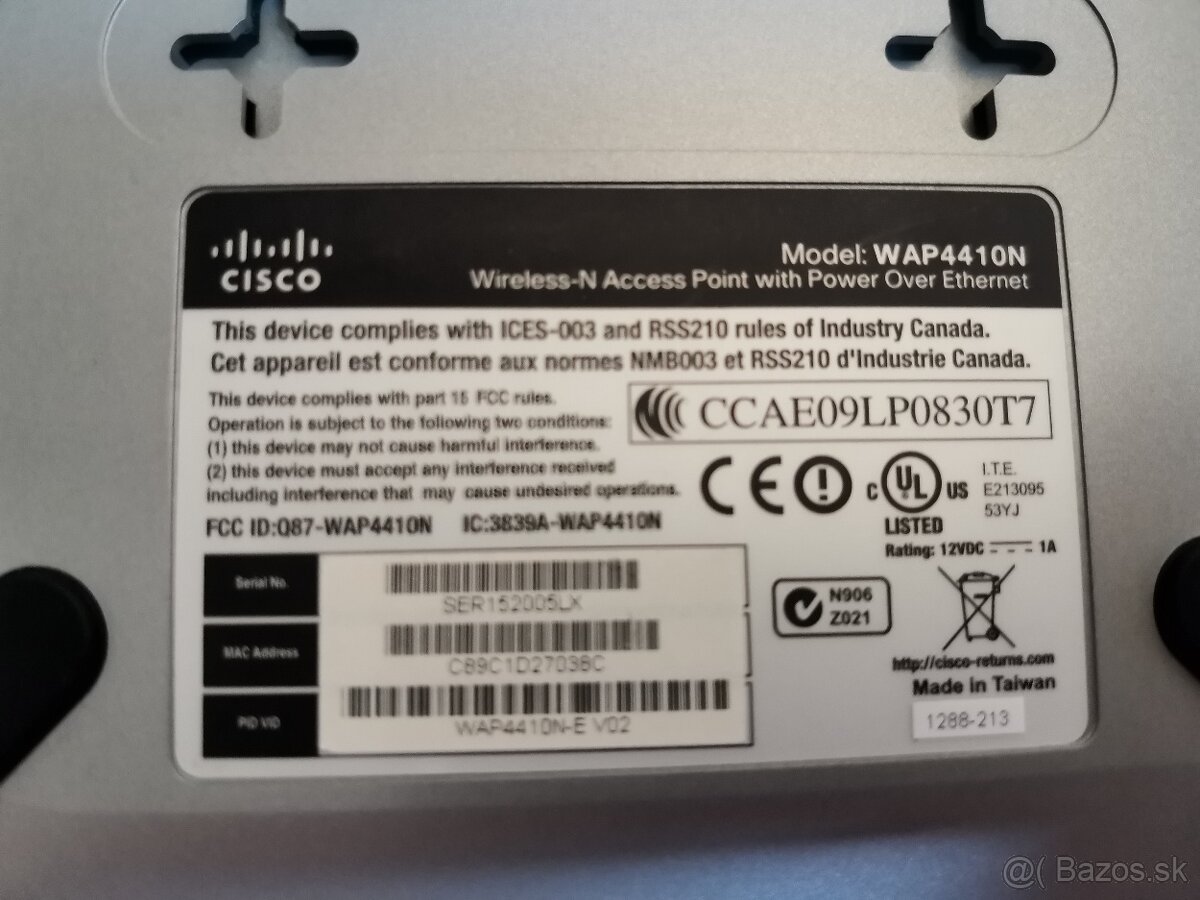 CISCO
Model: WAP4410N
Wireless-N Access Point with Power Over Ethernet
This device complies with ICES-003 and RSS210 rules of Industry Canada.
Cet appareil est conforme aux normes NMB003 et RSS210 d'Industrie Canada.
This device complies with part 15 FCC rules.
Operation is subject to the following two conditions:
(1) this device may not cause harmful interference.
(2) this device must accept any interference received
including interference that may cause undesired operations.
FCC ID:Q87-WAP4410N IC:3839A-WAP4410N
CCAE09LP0830T7
CE
C UL US
LISTED
I.T.E.
E213095
53YJ
Rating: 12VDC 1A
Serial No.
SER152005LX
MAC Address
C89C1D27038C
PID VID
WAP4410N-E V02
N906
Z021
http://cisco-returns.com
Made in Taiwan
1288-213
@( Bazos.sk